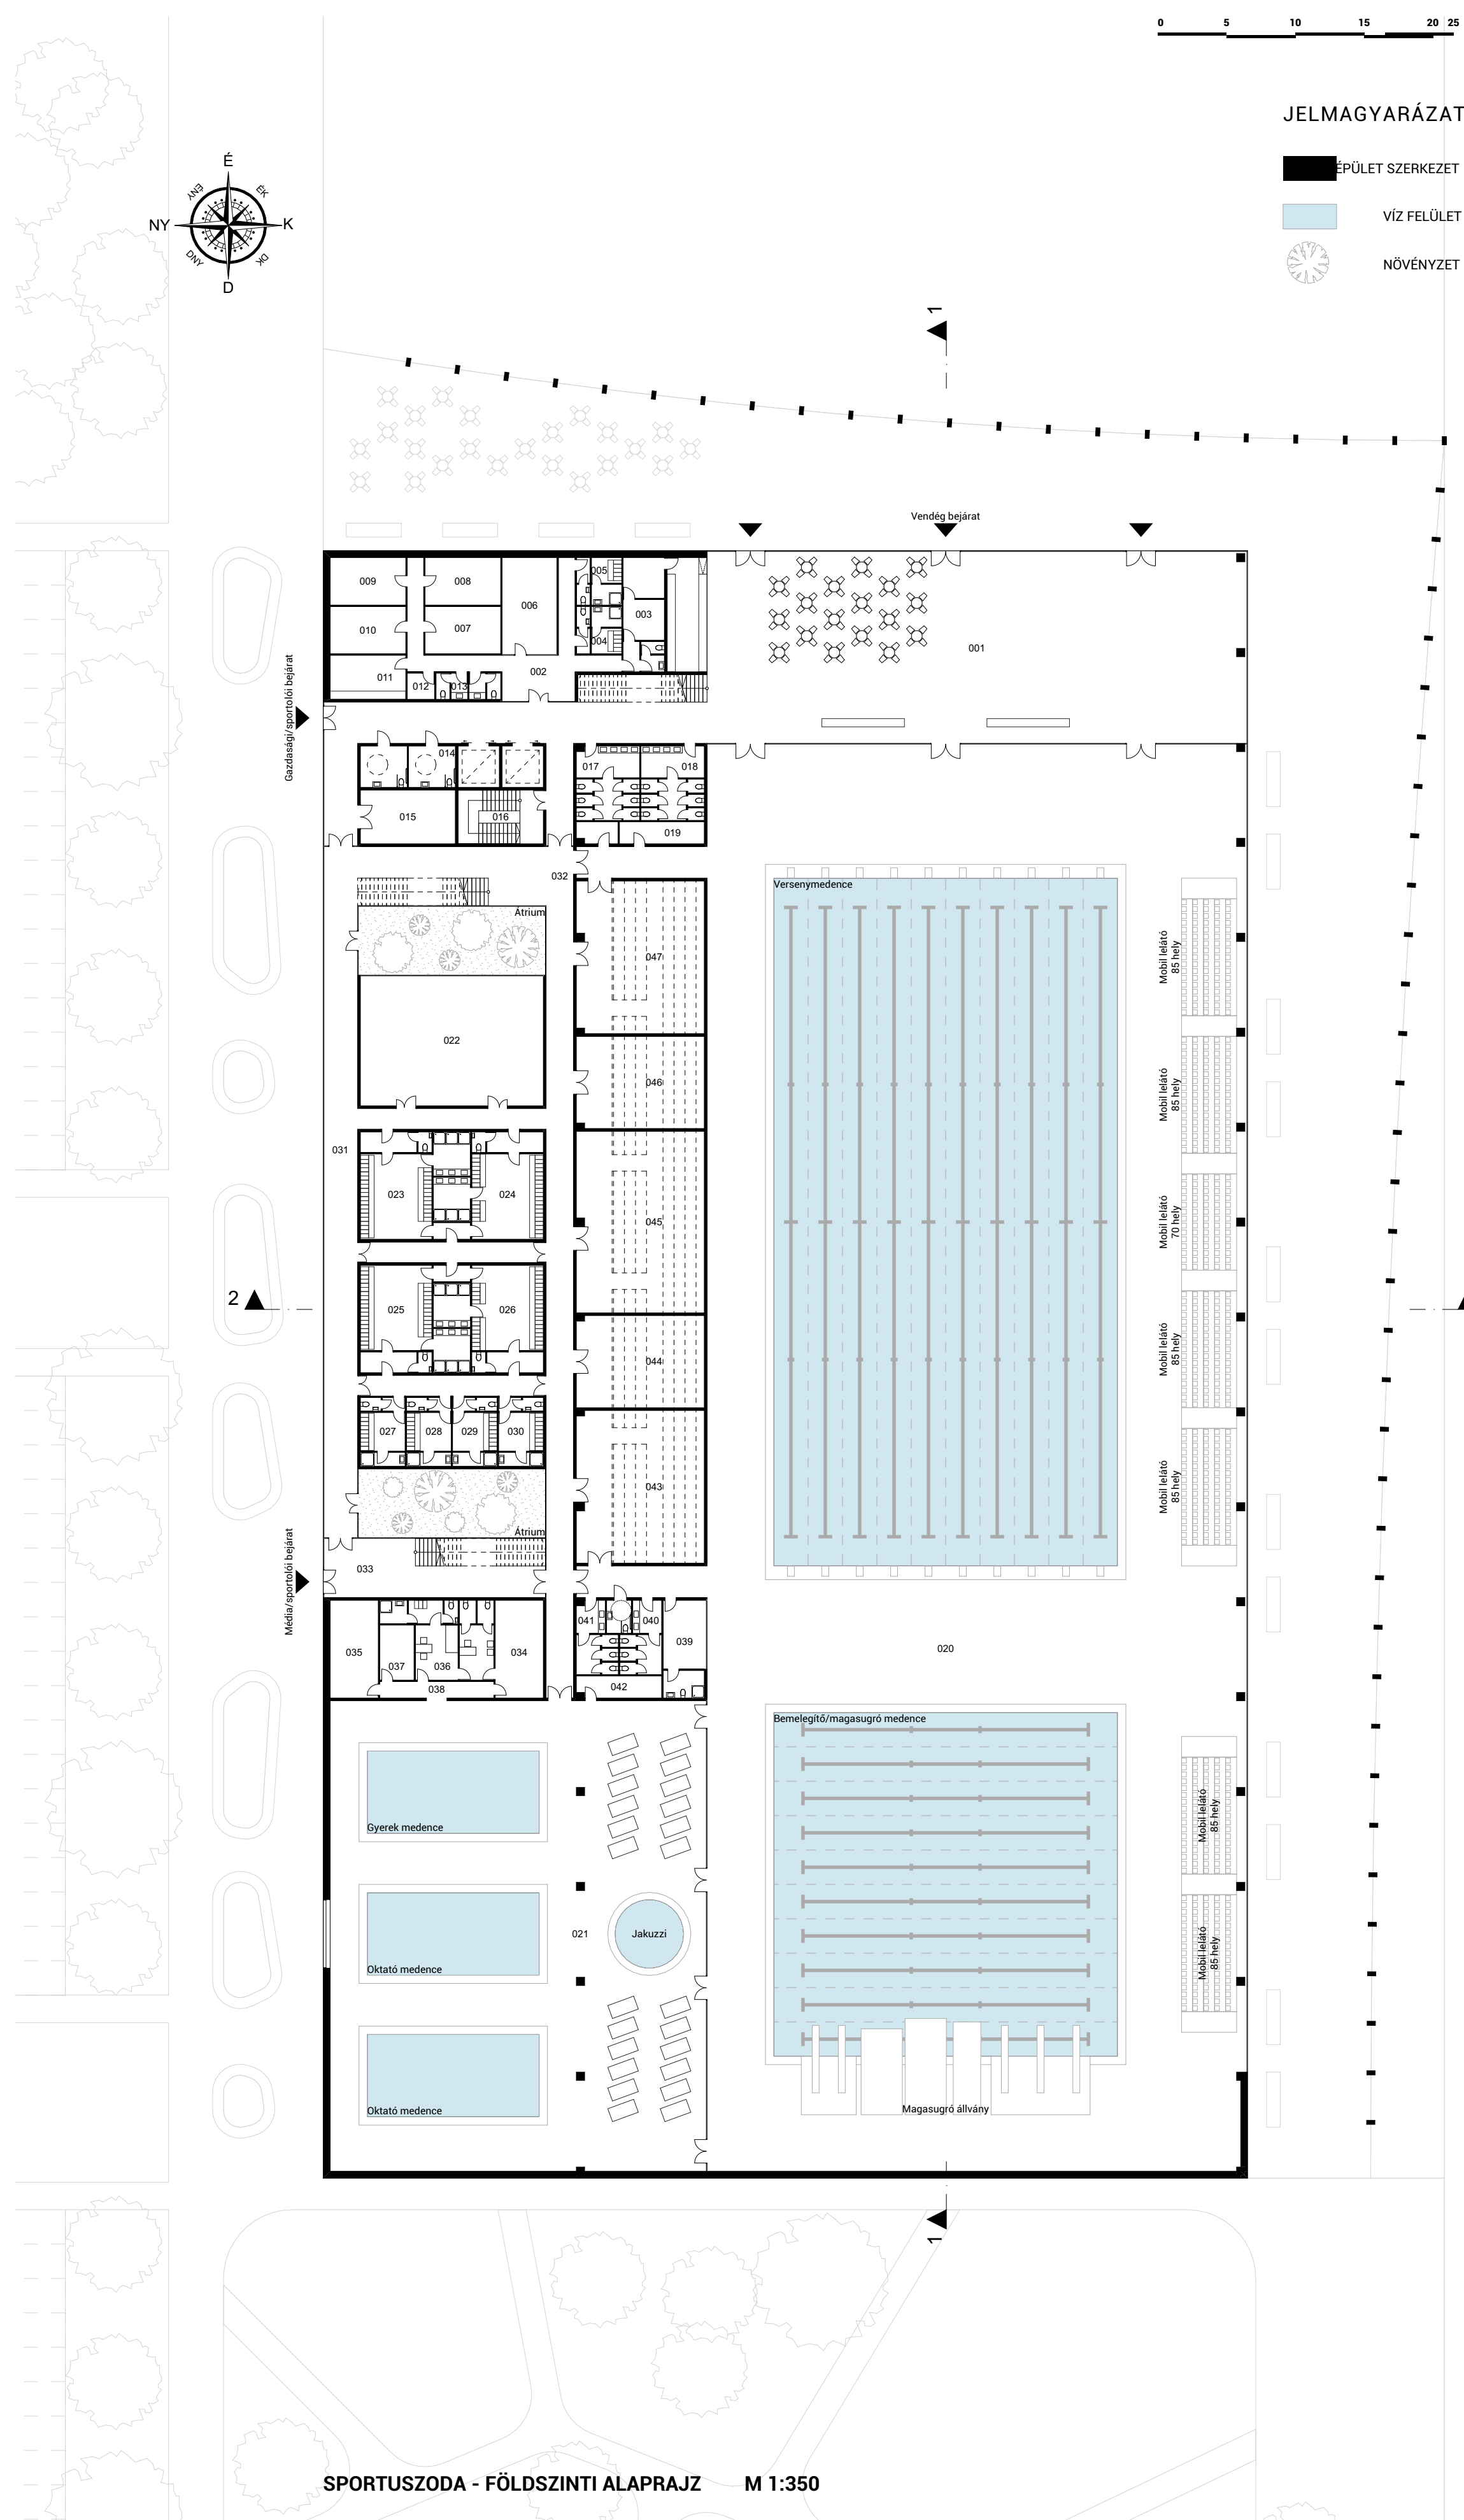 0 5 10 15 20 25
JELMAGYARÁZAT
ÉPÜLET SZERKEZET
VÍZ FELÜLET
NÖVÉNYZET
É
ÉNY ÉK
NY K
DNY DK
D
1
Vendég bejárat
009 008 005
006
003
010 007
004
001
002
011 012 013
Gazdasági/sportolói bejárat
014
017 018
015 016
019
032
Versenymedence
Átrium
047
Mobil lelátó
85 hely
022
046
Mobil lelátó
85 hely
031
023 024
045
Mobil lelátó
70 hely
2
025 026
044
Mobil lelátó
85 hely
027 028 029 030
043
Mobil lelátó
85 hely
Átrium
Média/sportolói bejárat
033
041 040
039
020
035 037 036 034
038
042
Bemelegítő/magasugró medence
Gyerek medence
Mobil lelátó
85 hely
021
Jakuzzi
Oktató medence
Mobil lelátó
85 hely
Oktató medence
Magasugró állvány
1
SPORTUSZODA - FÖLDSZINTI ALAPRAJZ M 1:350